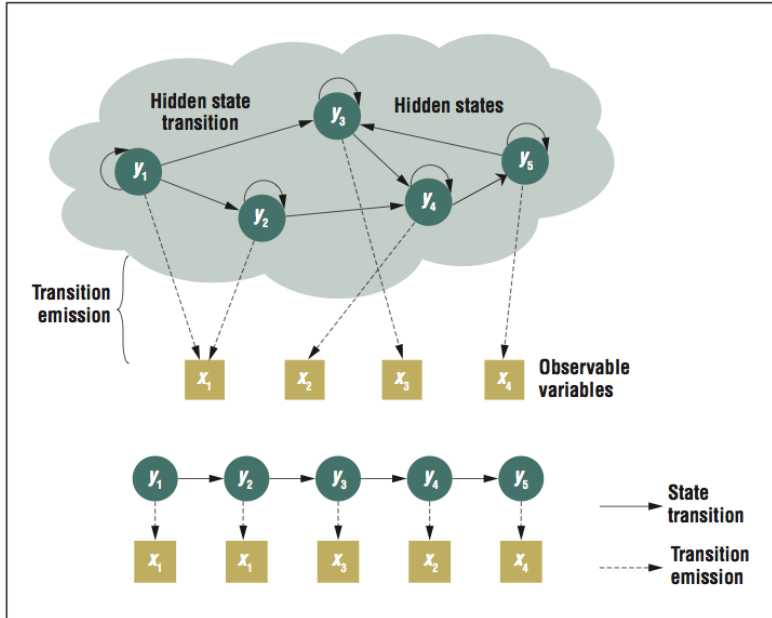 Hidden state
transition
Hidden states
y₃
y₁
y₅
y₂
y₄
Transition
emission
x₁
x₂
x₃
x₄
Observable
variables
y₁ y₂ y₃ y₄ y₅
x₁ x₁ x₃ x₂ x₄
State
transition
Transition
emission